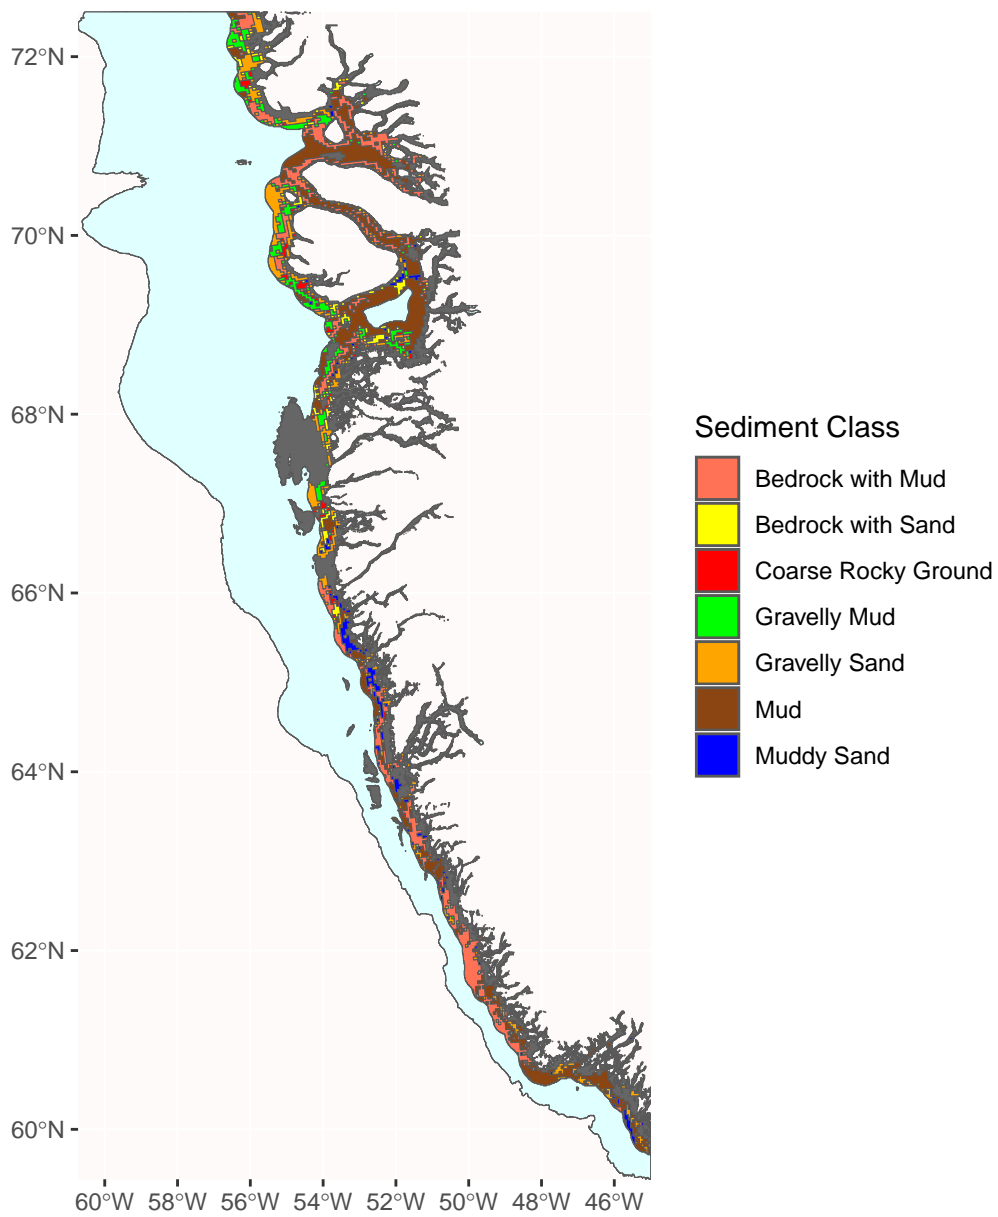 72°N
70°N
68°N
66°N
64°N
62°N
60°N
60°W 58°W 56°W 54°W 52°W 50°W 48°W 46°W
Sediment Class
Bedrock with Mud
Bedrock with Sand
Coarse Rocky Ground
Gravelly Mud
Gravelly Sand
Mud
Muddy Sand